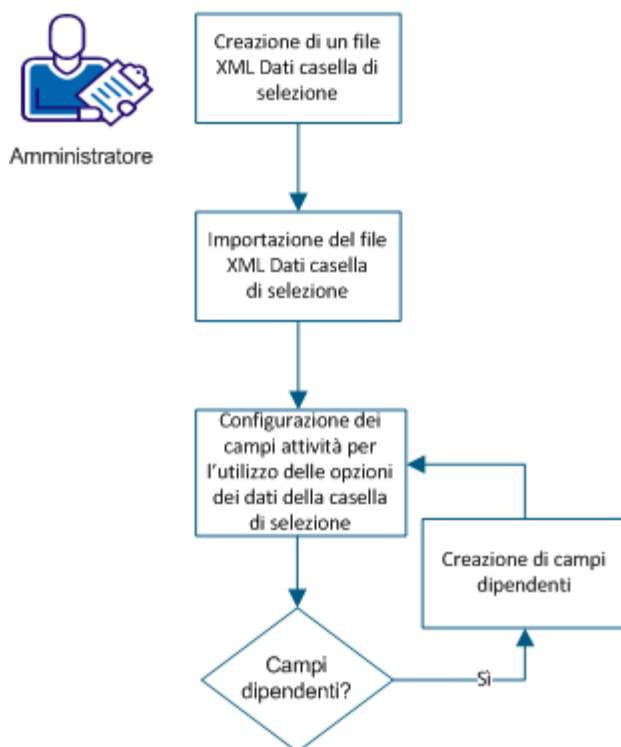 Creazione di un file
XML Dati casella di
selezione
Amministratore
Importazione del file
XML Dati casella
di selezione
Configurazione dei
campi attività per
l'utilizzo delle opzioni
dei dati della casella
di selezione
Creazione di campi
dipendenti
Campi
dipendenti?
Sì